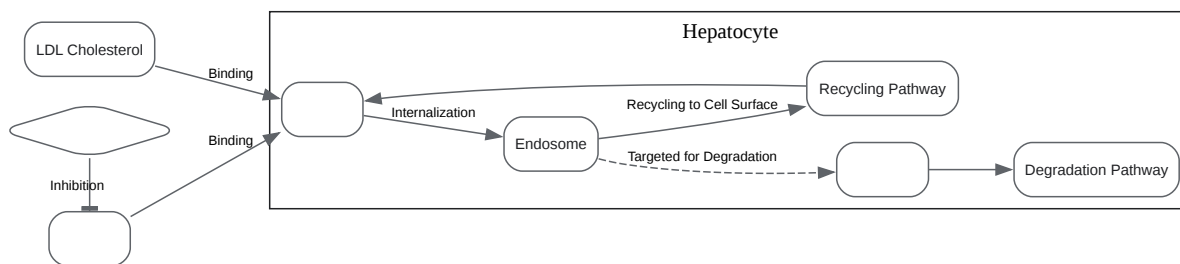 Hepatocyte
LDL Cholesterol
Binding
Recycling Pathway
Recycling to Cell Surface
Internalization
Binding
Endosome
Targeted for Degradation
Degradation Pathway
Inhibition